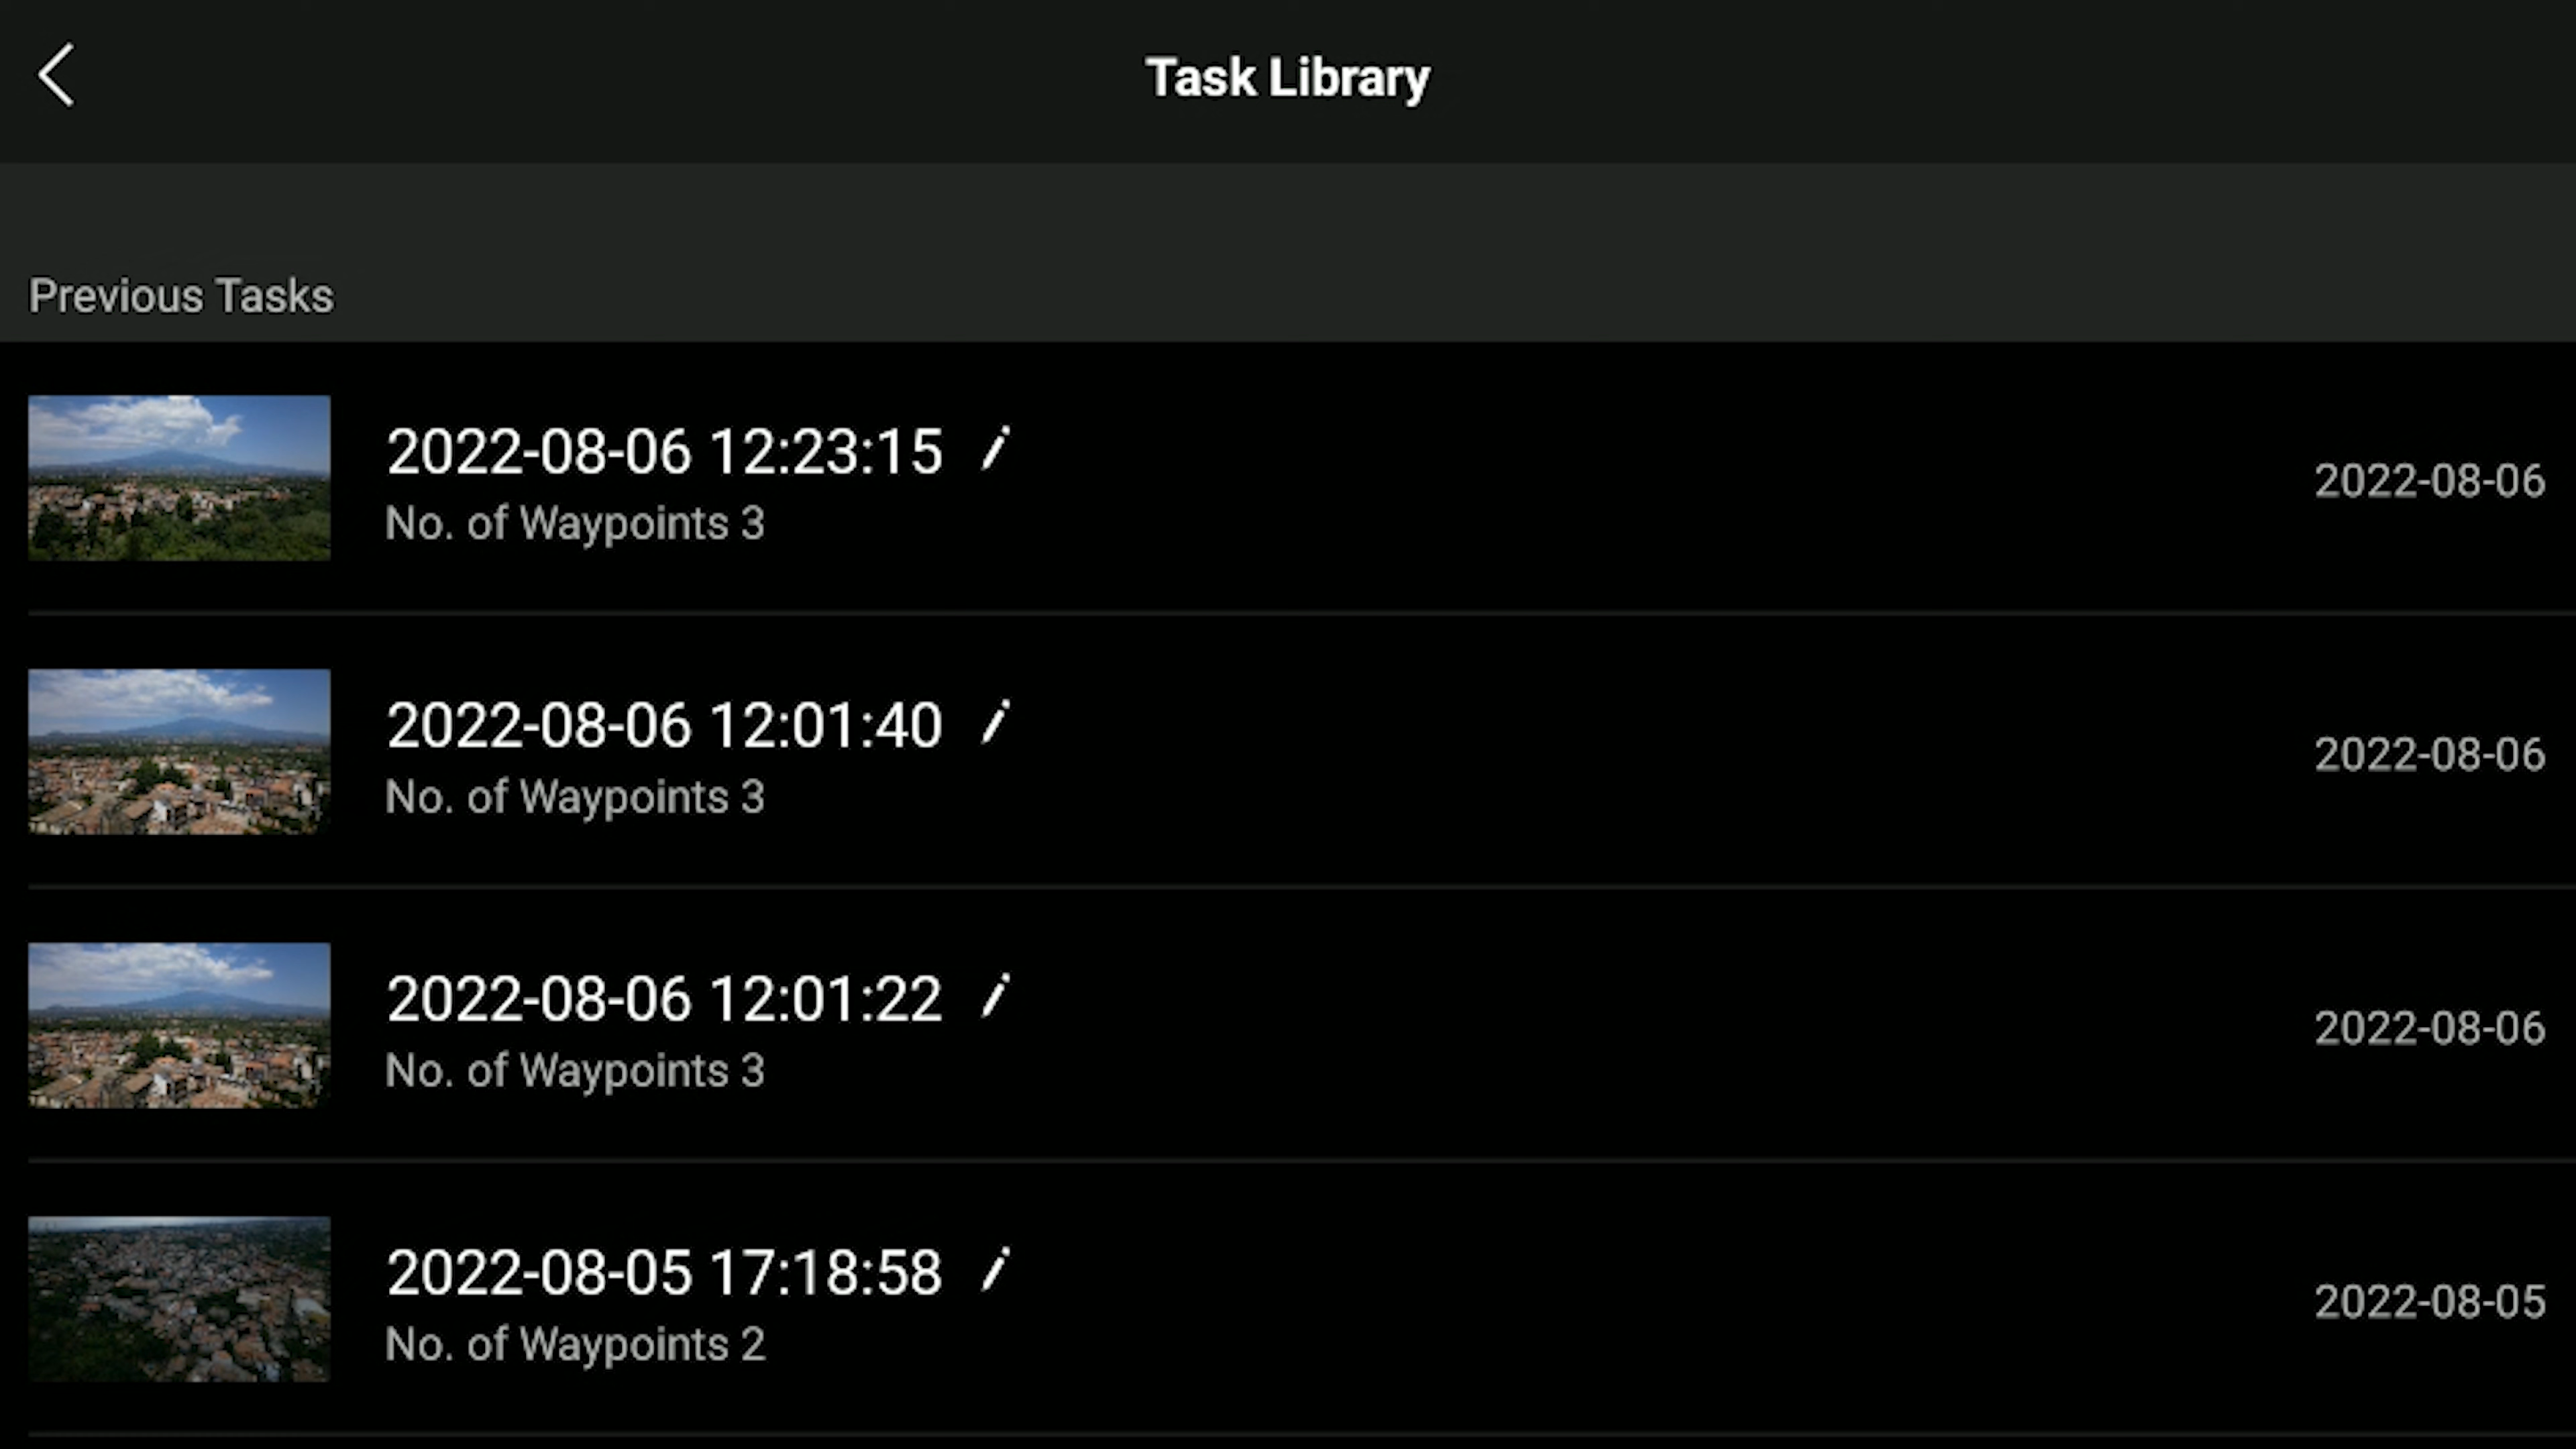 Task Library
Previous Tasks
2022-08-06 12:23:15
No. of Waypoints 3
2022-08-06
2022-08-06 12:01:40
No. of Waypoints 3
2022-08-06
2022-08-06 12:01:22
No. of Waypoints 3
2022-08-06
2022-08-05 17:18:58
No. of Waypoints 2
2022-08-05